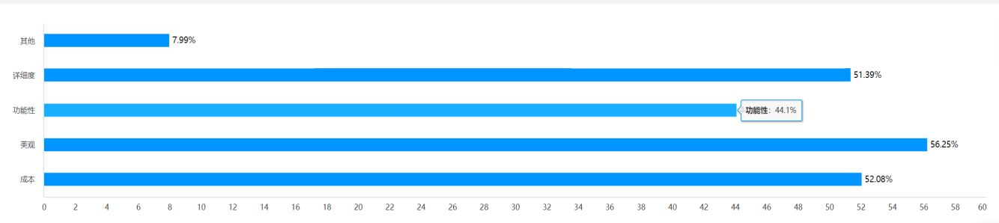 其他 7.99%
详细度 51.39%
功能性 功能性: 44.1%
美观 56.25%
成本 52.08%
0 2 4 6 8 10 12 14 16 18 20 22 24 26 28 30 32 34 36 38 40 42 44 46 48 50 52 54 56 58 60